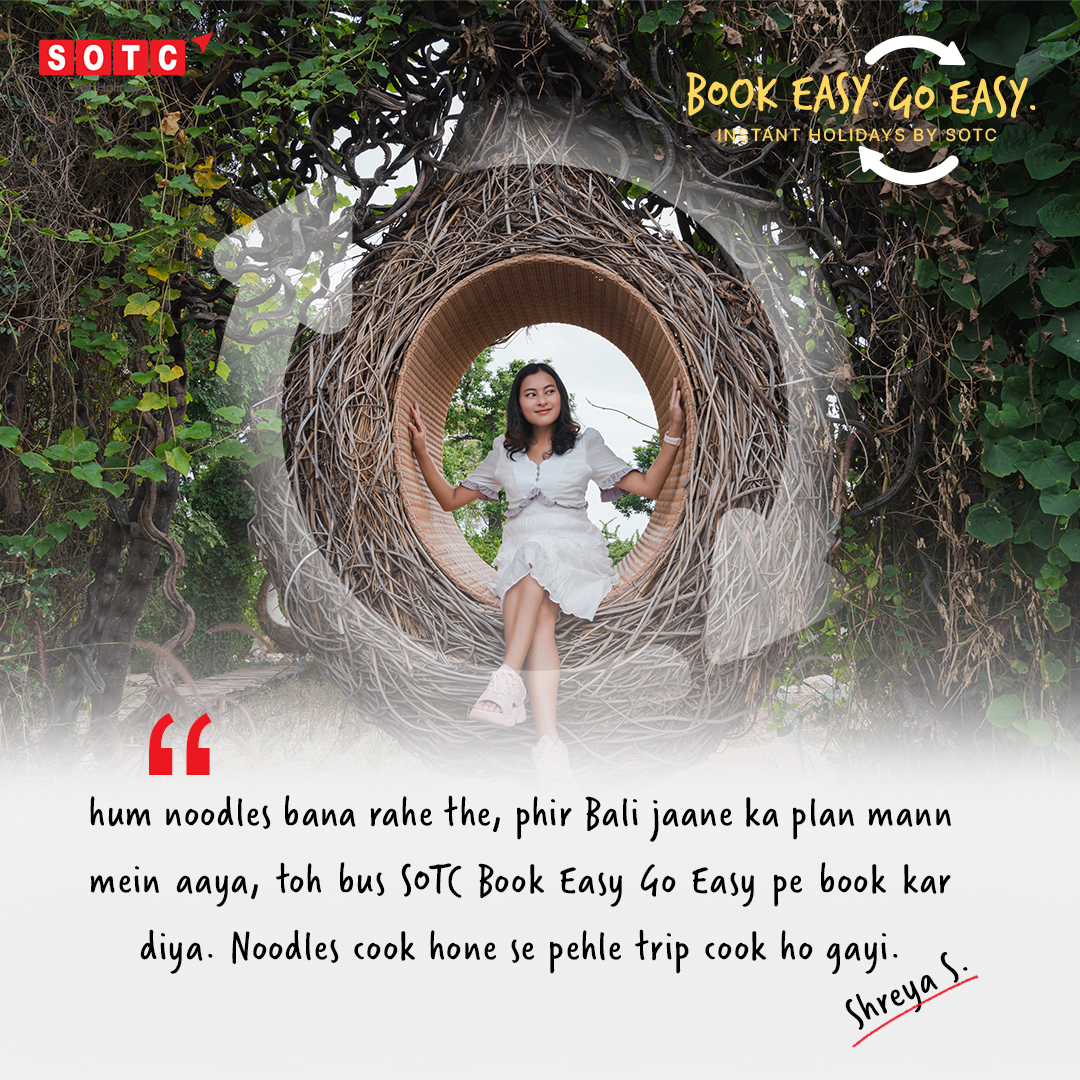 SOTC
BOOK EASY. GO EASY.
INSTANT HOLIDAYS BY SOTC
“
hum noodles bana rahe the, phir Bali jaane ka plan mann
mein aaya, toh bus SOTC Book Easy Go Easy pe book kar
diya. Noodles cook hone se pehle trip cook ho gayi.
Shreya S.